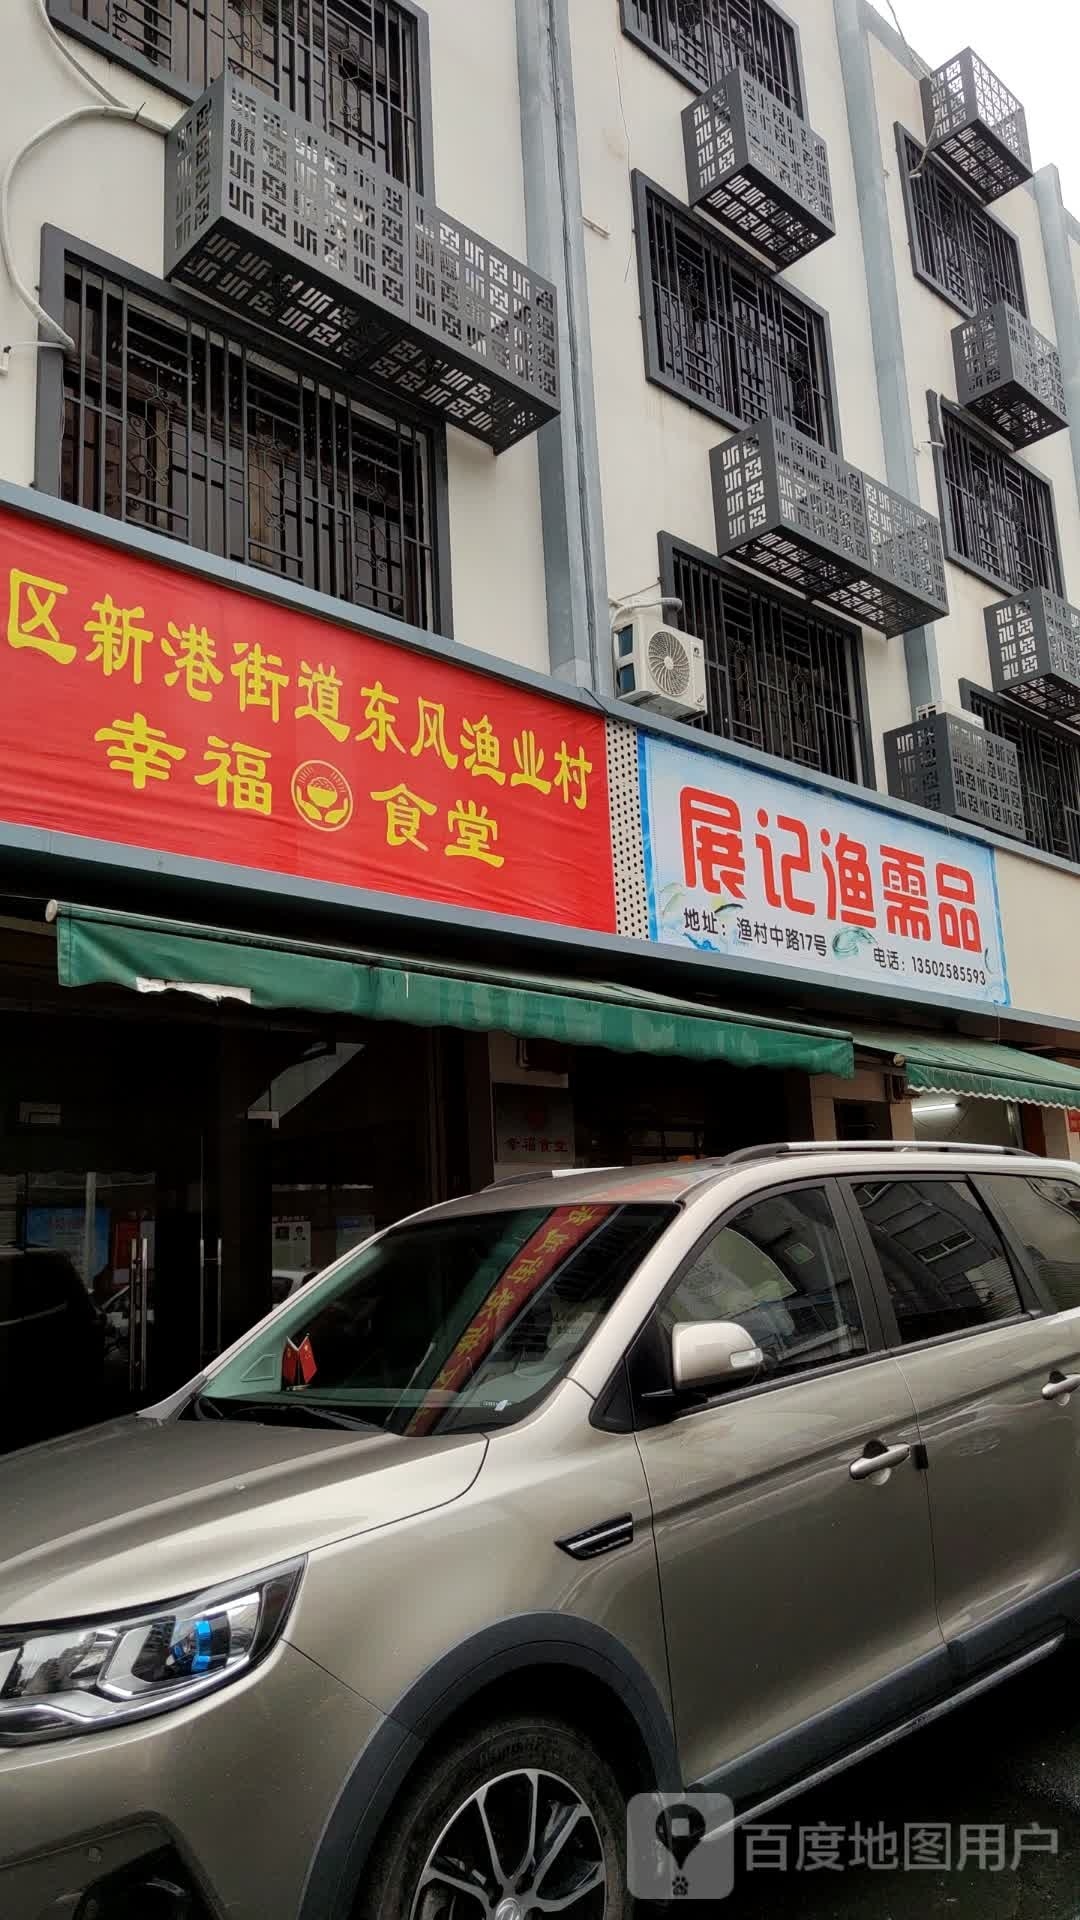 区新港街道东风渔业村
幸福食堂
展记渔需品
地址：渔村中路17号
电话：13502585593
幸福食堂
百度地图用户